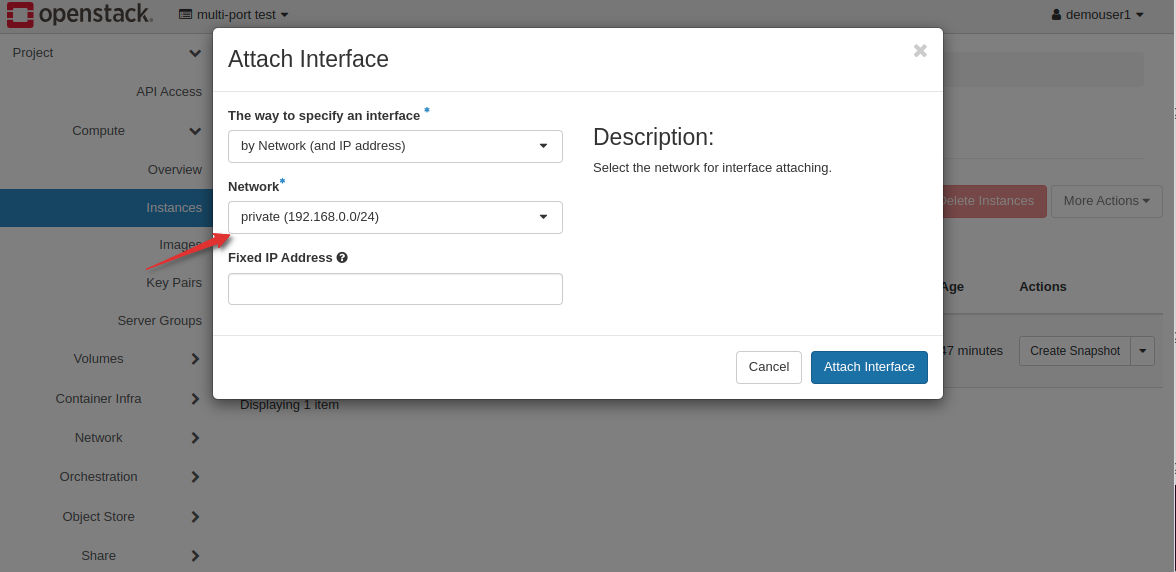 openstack.
multi-port test
demouser1
Project
API Access
Compute
Overview
Instances
Images
Key Pairs
Server Groups
Volumes
Container Infra
Network
Orchestration
Object Store
Share
Attach Interface
The way to specify an interface *
by Network (and IP address)
Network*
private (192.168.0.0/24)
Fixed IP Address
Description:
Select the network for interface attaching.
Cancel
Attach Interface
Delete Instances
More Actions
Age
Actions
47 minutes
Create Snapshot
Displaying 1 item